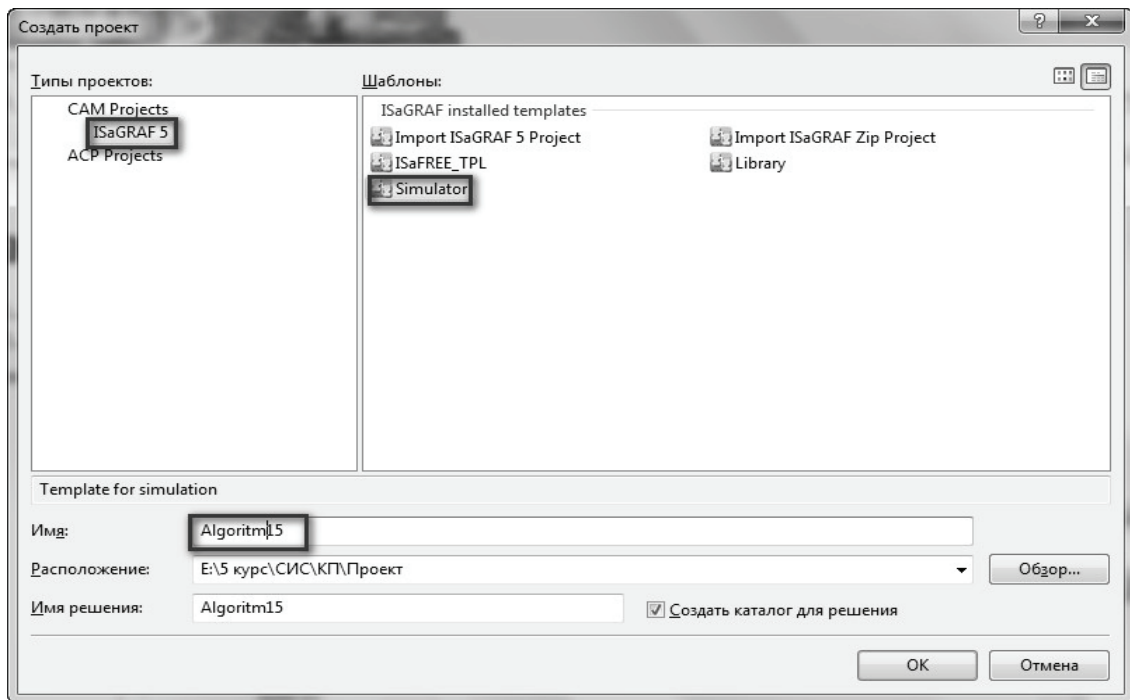 Создать проект
Типы проектов:
Шаблоны:
CAM Projects
ISaGRAF 5
ACP Projects
ISaGRAF installed templates
Import ISaGRAF 5 Project
Import ISaGRAF Zip Project
ISaFREE_TPL
Library
Simulator
Template for simulation
Имя: Algoritm15
Расположение: E:\5 курс\СИС\КП\Проект Обзор...
Имя решения: Algoritm15 Создать каталог для решения
OK Отмена